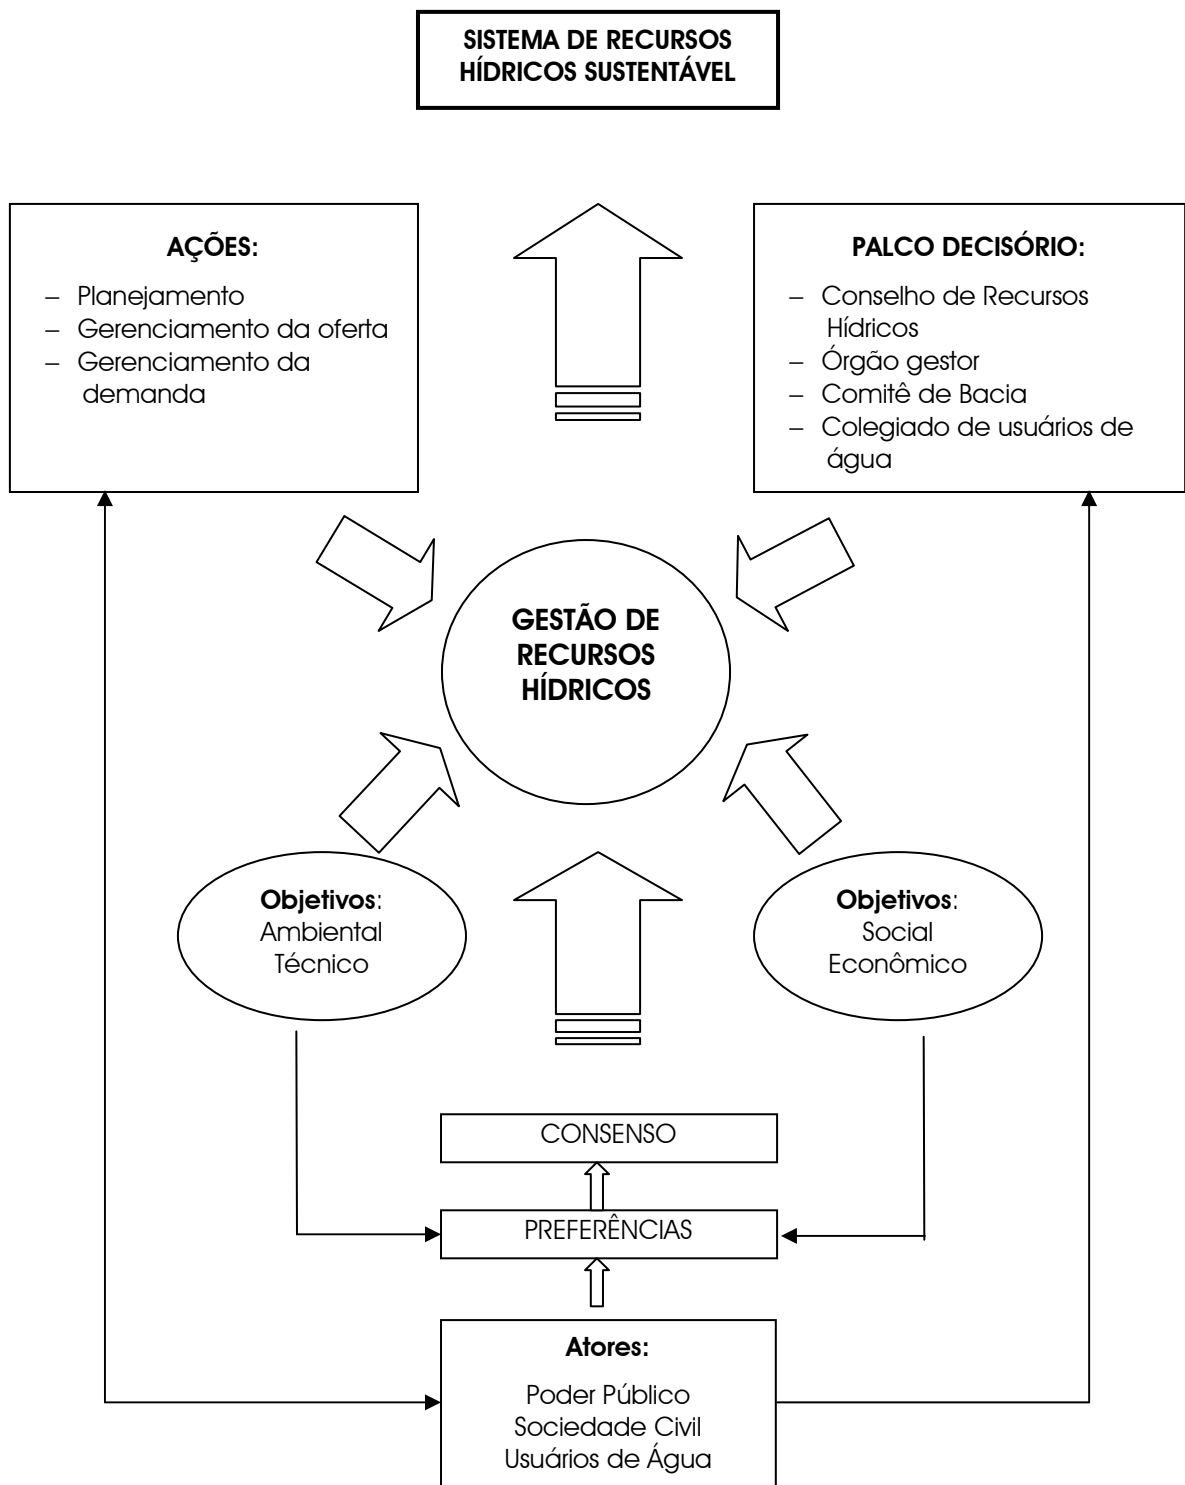 SISTEMA DE RECURSOS
HÍDRICOS SUSTENTÁVEL
AÇÕES:
– Planejamento
– Gerenciamento da oferta
– Gerenciamento da
demanda
PALCO DECISÓRIO:
– Conselho de Recursos
Hídricos
– Órgão gestor
– Comitê de Bacia
– Colegiado de usuários de
água
GESTÃO DE
RECURSOS
HÍDRICOS
Objetivos:
Ambiental
Técnico
Objetivos:
Social
Econômico
CONSENSO
PREFERÊNCIAS
Atores:
Poder Público
Sociedade Civil
Usuários de Água